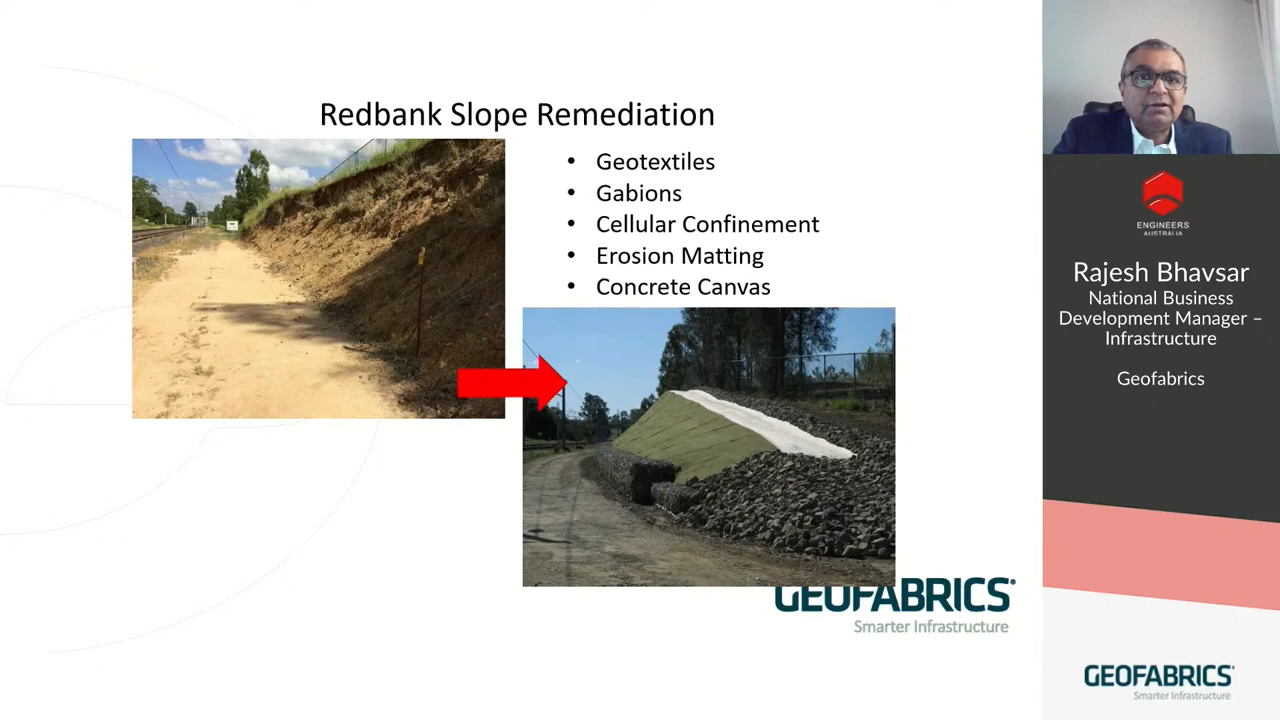 Redbank Slope Remediation
• Geotextiles
• Gabions
• Cellular Confinement
• Erosion Matting
• Concrete Canvas
GEOFABRICS
Smarter Infrastructure
ENGINEERS
AUSTRALIA
Rajesh Bhavsar
National Business
Development Manager –
Infrastructure
Geofabrics
GEOFABRICS
Smarter Infrastructure